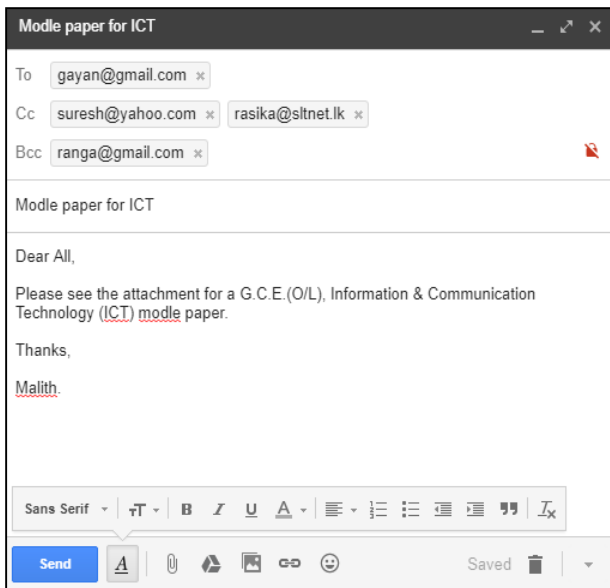 Modle paper for ICT
To gayan@gmail.com ×
Cc suresh@yahoo.com × rasika@sltnet.lk ×
Bcc ranga@gmail.com ×
Modle paper for ICT
Dear All,
Please see the attachment for a G.C.E.(O/L), Information & Communication
Technology (ICT) modle paper.
Thanks,
Malith.
Sans Serif T B I U A Tx
Send A Saved